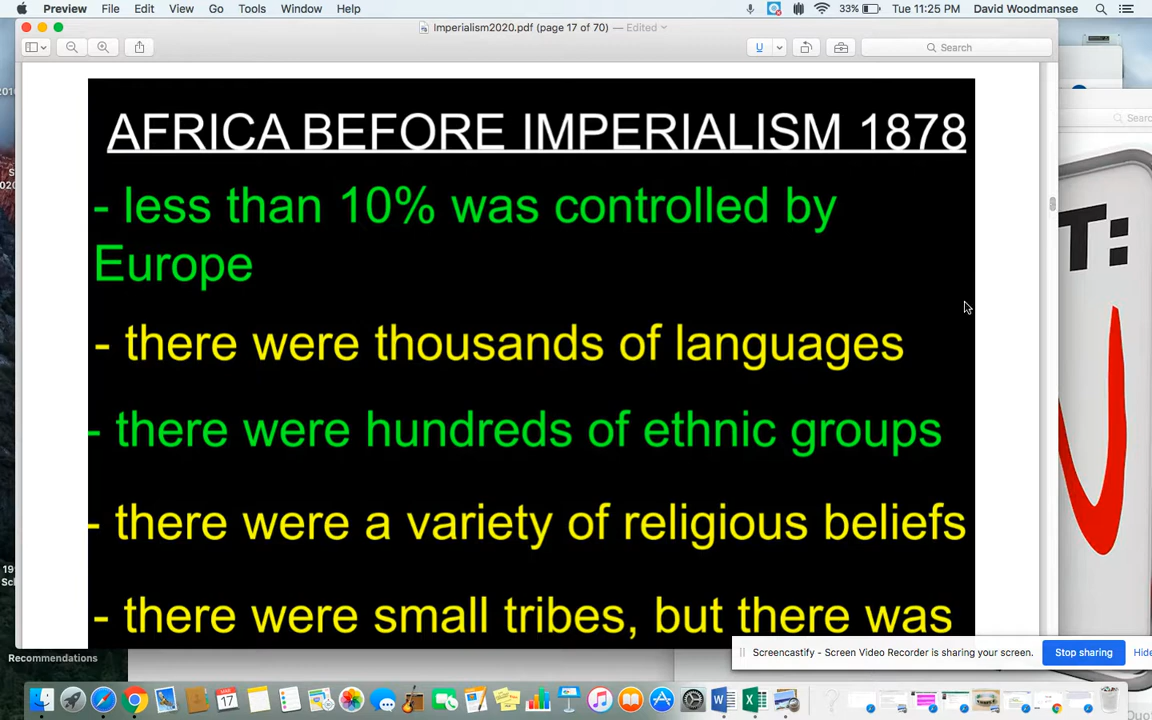 Preview File Edit View Go Tools Window Help 33% Tue 11:25 PM David Woodmansee
Imperialism2020.pdf (page 17 of 70) — Edited
U Search
Search
AFRICA BEFORE IMPERIALISM 1878
- less than 10% was controlled by
Europe
- there were thousands of languages
- there were hundreds of ethnic groups
- there were a variety of religious beliefs
- there were small tribes, but there was
T:
Screencastify - Screen Video Recorder is sharing your screen. Stop sharing Hide
Recommendations
MAR
17